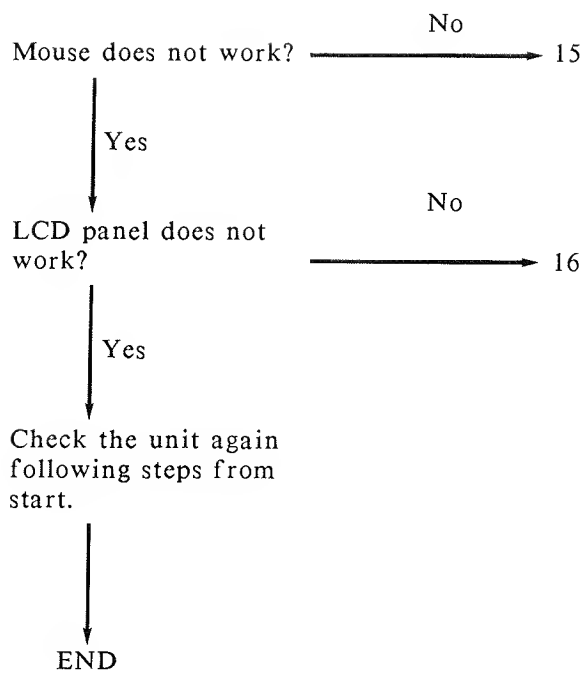 No
Mouse does not work?
15
Yes
No
LCD panel does not
work?
16
Yes
Check the unit again
following steps from
start.
END